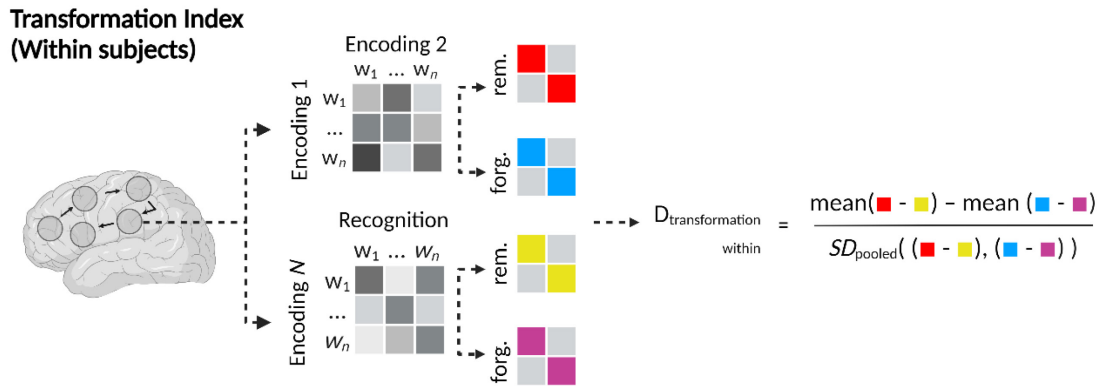 Transformation Index
(Within subjects)
Encoding 2
w1 ... wn
Encoding 1
w1
...
wn
rem.
forg.
Recognition
w1 ... Wn
Encoding N
w1
...
Wn
rem.
forg.
Dtransformation within = mean( - ) – mean ( - )
SDpooled( ( - ), ( - ) )